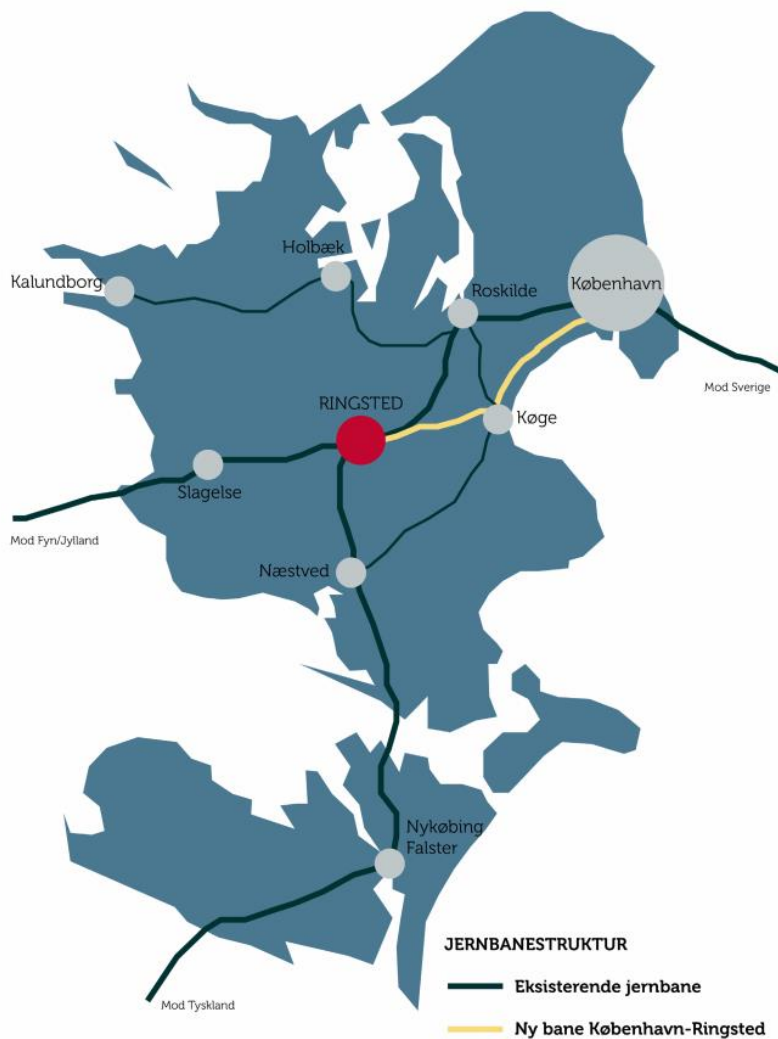 Holbæk
Kalundborg
København
Roskilde
Mod Sverige
RINGSTED
Køge
Slagelse
Mod Fyn/Jylland
Næstved
Nykøbing
Falster
JERNBANESTRUKTUR
Eksisterende jernbane
Mod Tyskland
Ny bane København-Ringsted